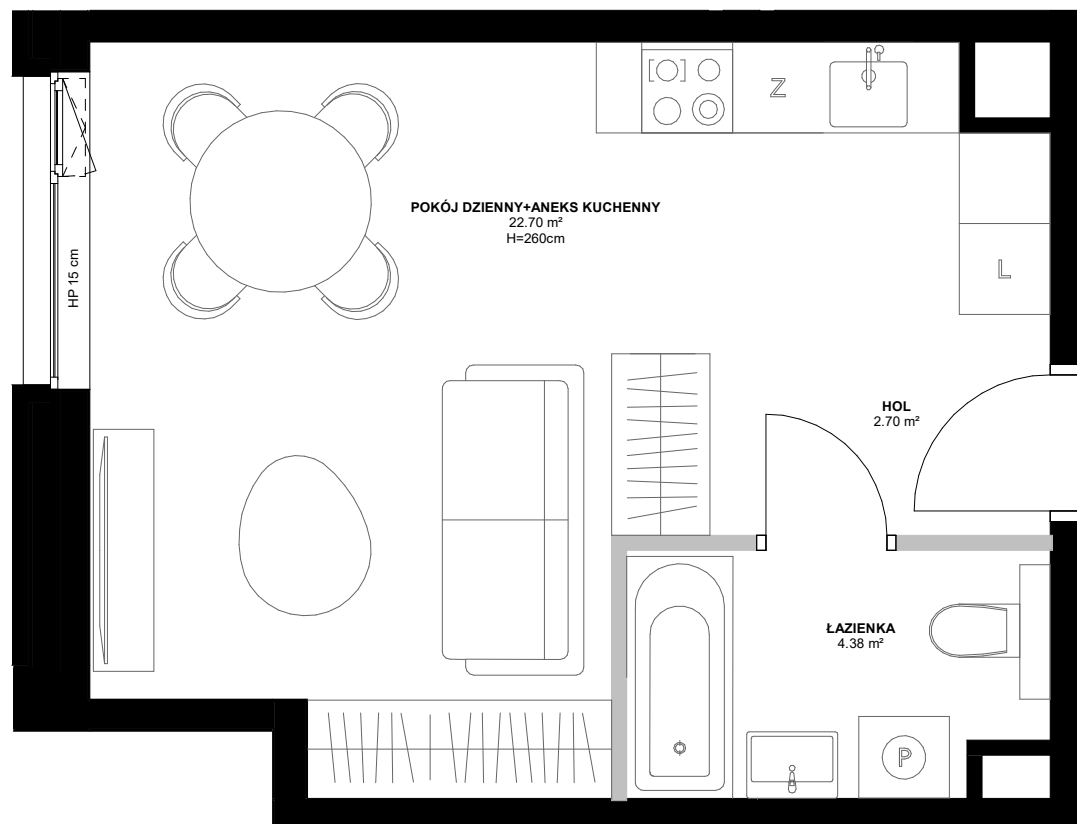 Z
POKÓJ DZIENNY+ANEKS KUCHENNY
22.70 m²
H=260cm
HP 15 cm
L
HOL
2.70 m²
ŁAZIENKA
4.38 m²
P